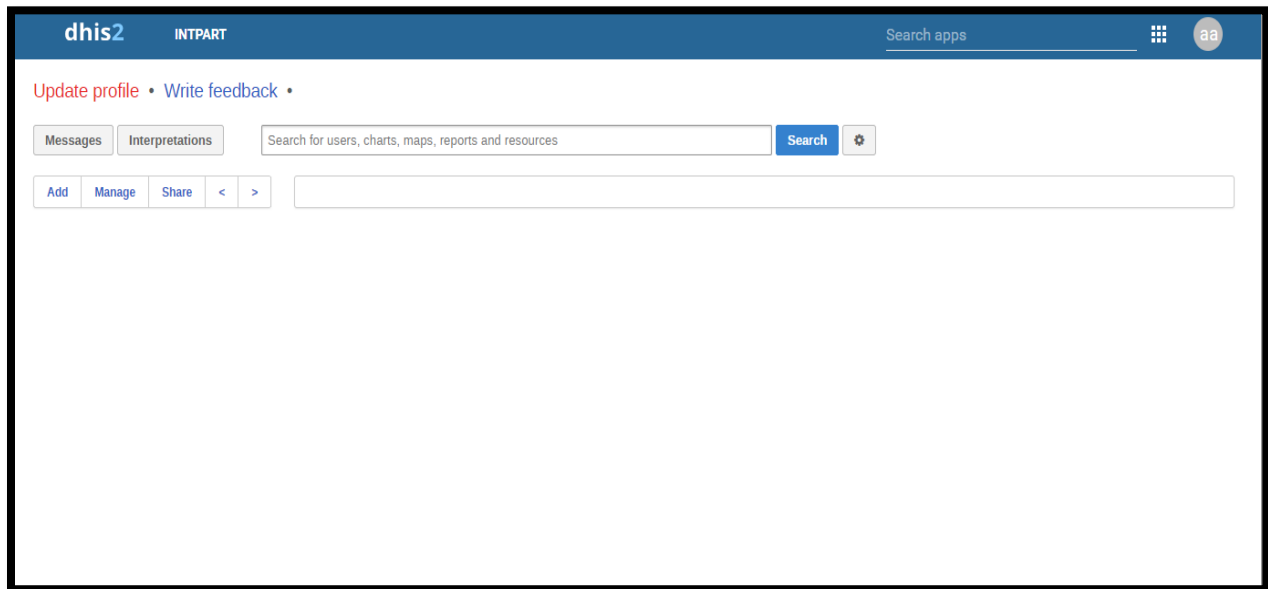 dhis2 INTPART Search apps aa
Update profile • Write feedback •
Messages Interpretations Search for users, charts, maps, reports and resources Search
Add Manage Share < >